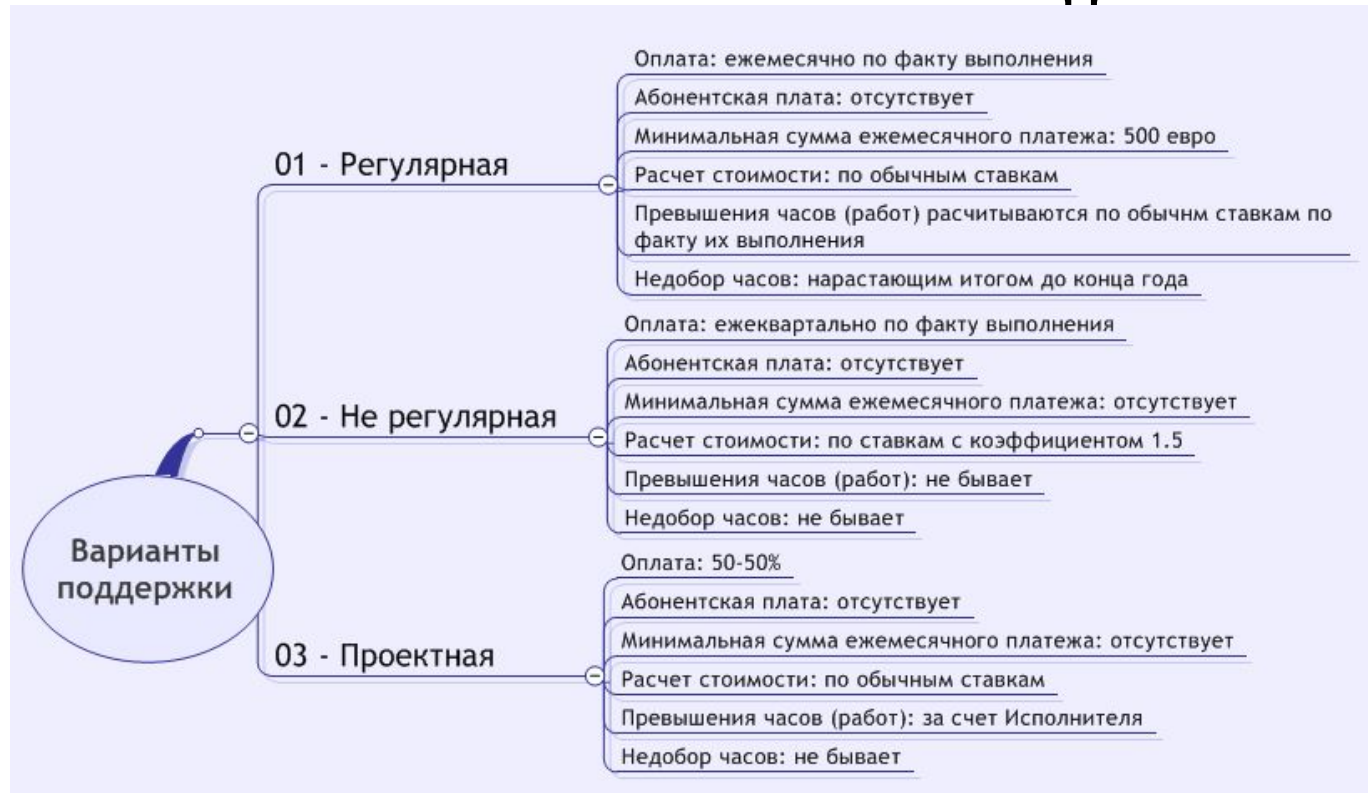 Оплата: ежемесячно по факту выполнения
Абонентская плата: отсутствует
Минимальная сумма ежемесячного платежа: 500 евро
01 - Регулярная
Расчет стоимости: по обычным ставкам
Превышения часов (работ) расчитываются по обычнм ставкам по
факту их выполнения
Недобор часов: нарастающим итогом до конца года
Оплата: ежеквартально по факту выполнения
Абонентская плата: отсутствует
Минимальная сумма ежемесячного платежа: отсутствует
02 - Не регулярная
Расчет стоимости: по ставкам с коэффициентом 1.5
Превышения часов (работ): не бывает
Недобор часов: не бывает
Варианты
поддержки
Оплата: 50-50%
Абонентская плата: отсутствует
Минимальная сумма ежемесячного платежа: отсутствует
03 - Проектная
Расчет стоимости: по обычным ставкам
Превышения часов (работ): за счет Исполнителя
Недобор часов: не бывает